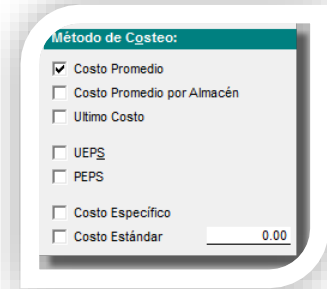 Método de Costeo:
Costo Promedio
Costo Promedio por Almacén
Ultimo Costo
UEPS
PEPS
Costo Específico
Costo Estándar 0.00